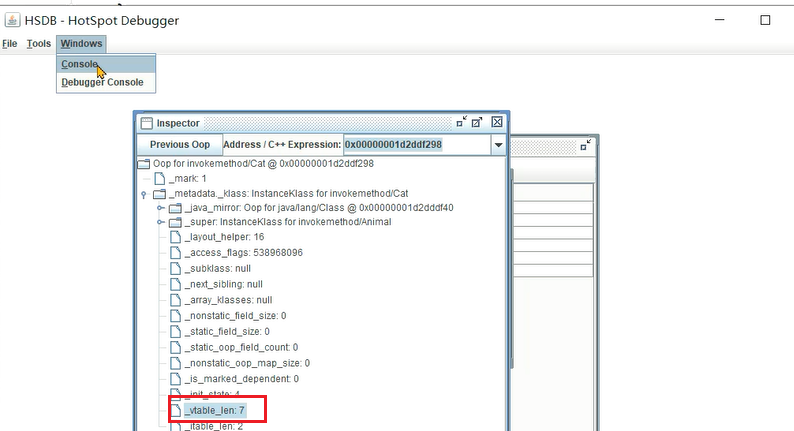 HSDB - HotSpot Debugger
File Tools Windows
Console
Debugger Console
Inspector
Previous Oop Address / C++ Expression: 0x00000001d2ddf298
Oop for invokemethod/Cat @ 0x00000001d2ddf298
_mark: 1
_metadata._klass: InstanceKlass for invokemethod/Cat
_java_mirror: Oop for java/lang/Class @ 0x00000001d2dddf40
_super: InstanceKlass for invokemethod/Animal
_layout_helper: 16
_access_flags: 538968096
_subklass: null
_next_sibling: null
_array_klasses: null
_nonstatic_field_size: 0
_static_field_size: 0
_static_oop_field_count: 0
_nonstatic_oop_map_size: 0
_is_marked_dependent: 0
_init_state: 4
_vtable_len: 7
_itable_len: 2